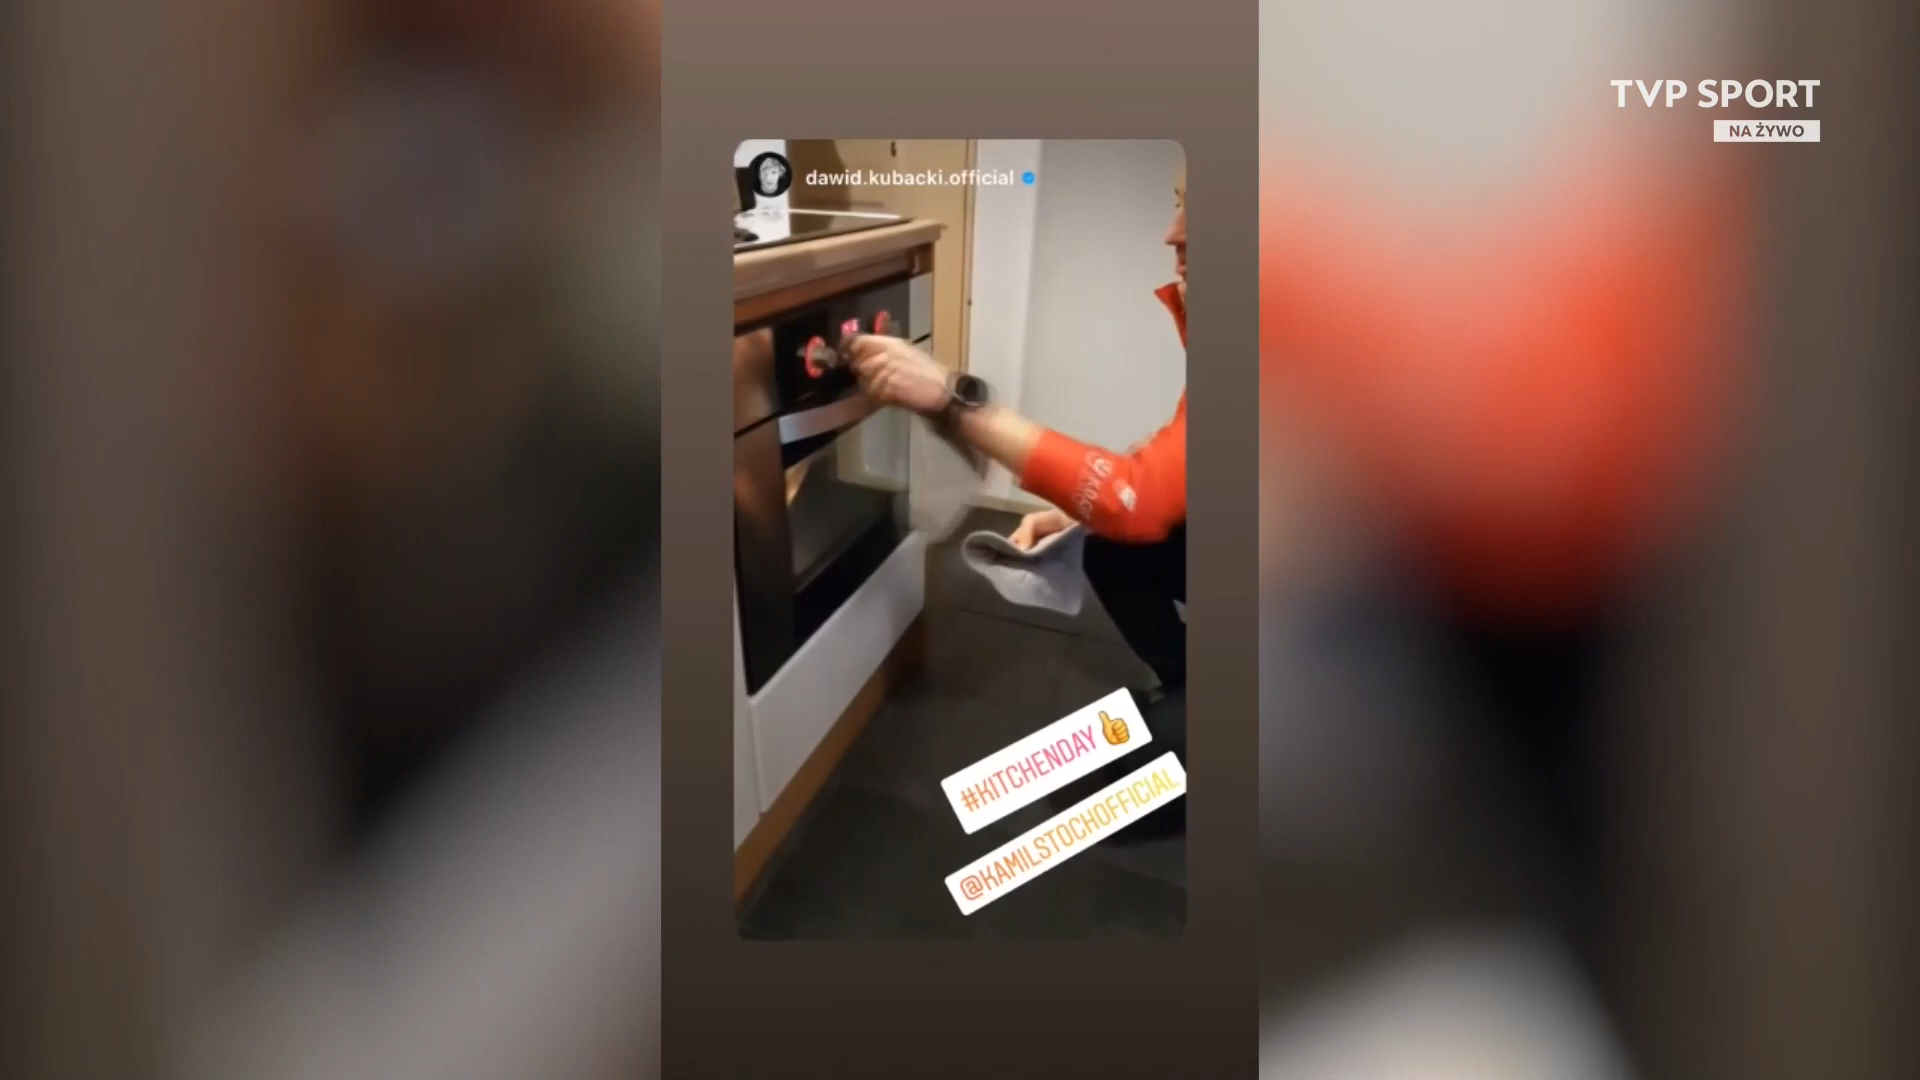 TVP SPORT
NA ŻYWO
dawid.kubacki.official
#KITCHENDAY👍
@KAMILSTOCHOFFICIAL